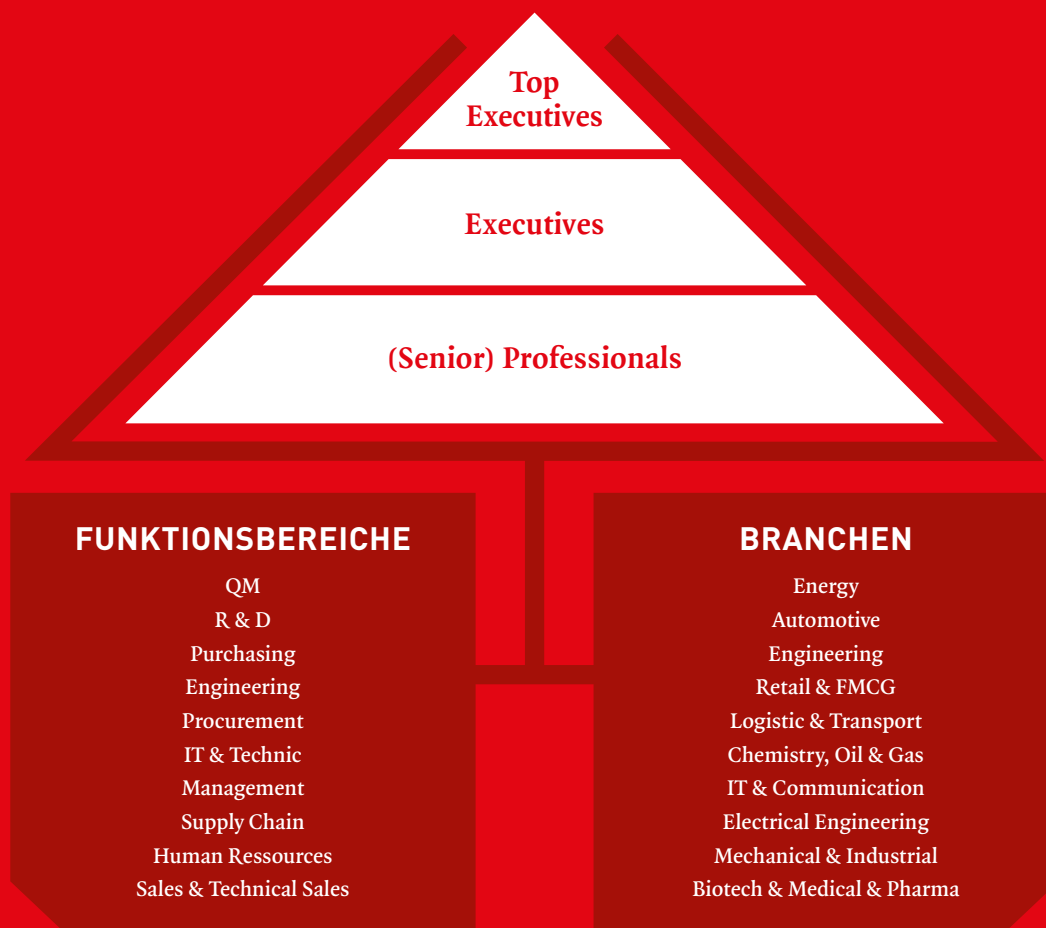 Top
Executives
Executives
(Senior) Professionals
FUNKTIONSBEREICHE
QM
R & D
Purchasing
Engineering
Procurement
IT & Technic
Management
Supply Chain
Human Ressources
Sales & Technical Sales
BRANCHEN
Energy
Automotive
Engineering
Retail & FMCG
Logistic & Transport
Chemistry, Oil & Gas
IT & Communication
Electrical Engineering
Mechanical & Industrial
Biotech & Medical & Pharma